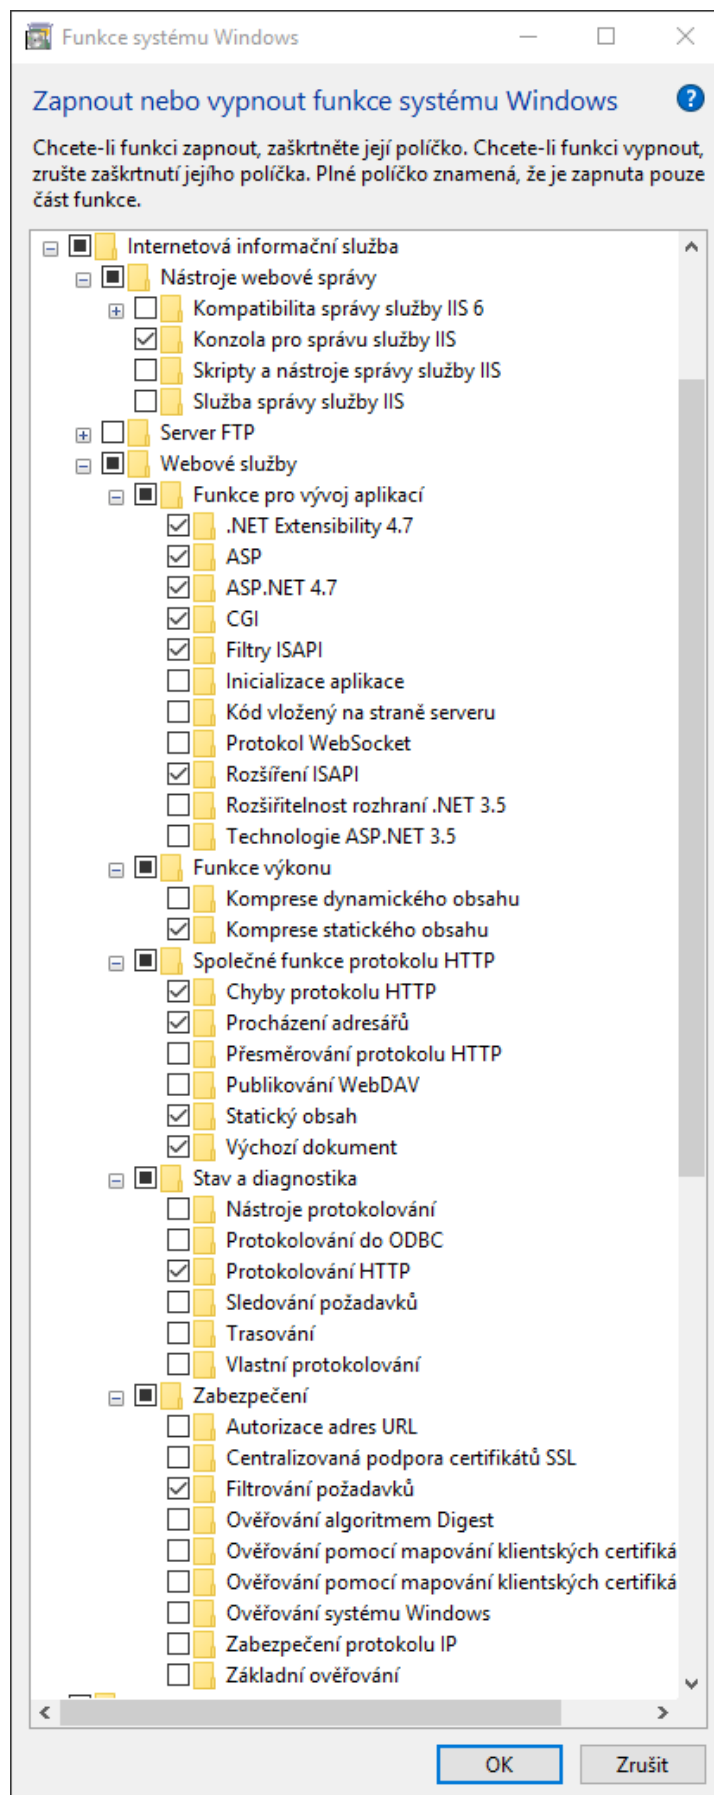 Funkce systému Windows
Zapnout nebo vypnout funkce systému Windows
Chcete-li funkci zapnout, zaškrtněte její políčko. Chcete-li funkci vypnout,
zrušte zaškrtnutí jejího políčka. Plné políčko znamená, že je zapnuta pouze
část funkce.
Internetová informační služba
Nástroje webové správy
Kompatibilita správy služby IIS 6
Konzola pro správu služby IIS
Skripty a nástroje správy služby IIS
Služba správy služby IIS
Server FTP
Webové služby
Funkce pro vývoj aplikací
.NET Extensibility 4.7
ASP
ASP.NET 4.7
CGI
Filtry ISAPI
Inicializace aplikace
Kód vložený na straně serveru
Protokol WebSocket
Rozšíření ISAPI
Rozšiřitelnost rozhraní .NET 3.5
Technologie ASP.NET 3.5
Funkce výkonu
Komprese dynamického obsahu
Komprese statického obsahu
Společné funkce protokolu HTTP
Chyby protokolu HTTP
Procházení adresářů
Přesměrování protokolu HTTP
Publikování WebDAV
Statický obsah
Výchozí dokument
Stav a diagnostika
Nástroje protokolování
Protokolování do ODBC
Protokolování HTTP
Sledování požadavků
Trasování
Vlastní protokolování
Zabezpečení
Autorizace adres URL
Centralizovaná podpora certifikátů SSL
Filtrování požadavků
Ověřování algoritmem Digest
Ověřování pomocí mapování klientských certifiká
Ověřování pomocí mapování klientských certifiká
Ověřování systému Windows
Zabezpečení protokolu IP
Základní ověřování
OK
Zrušit